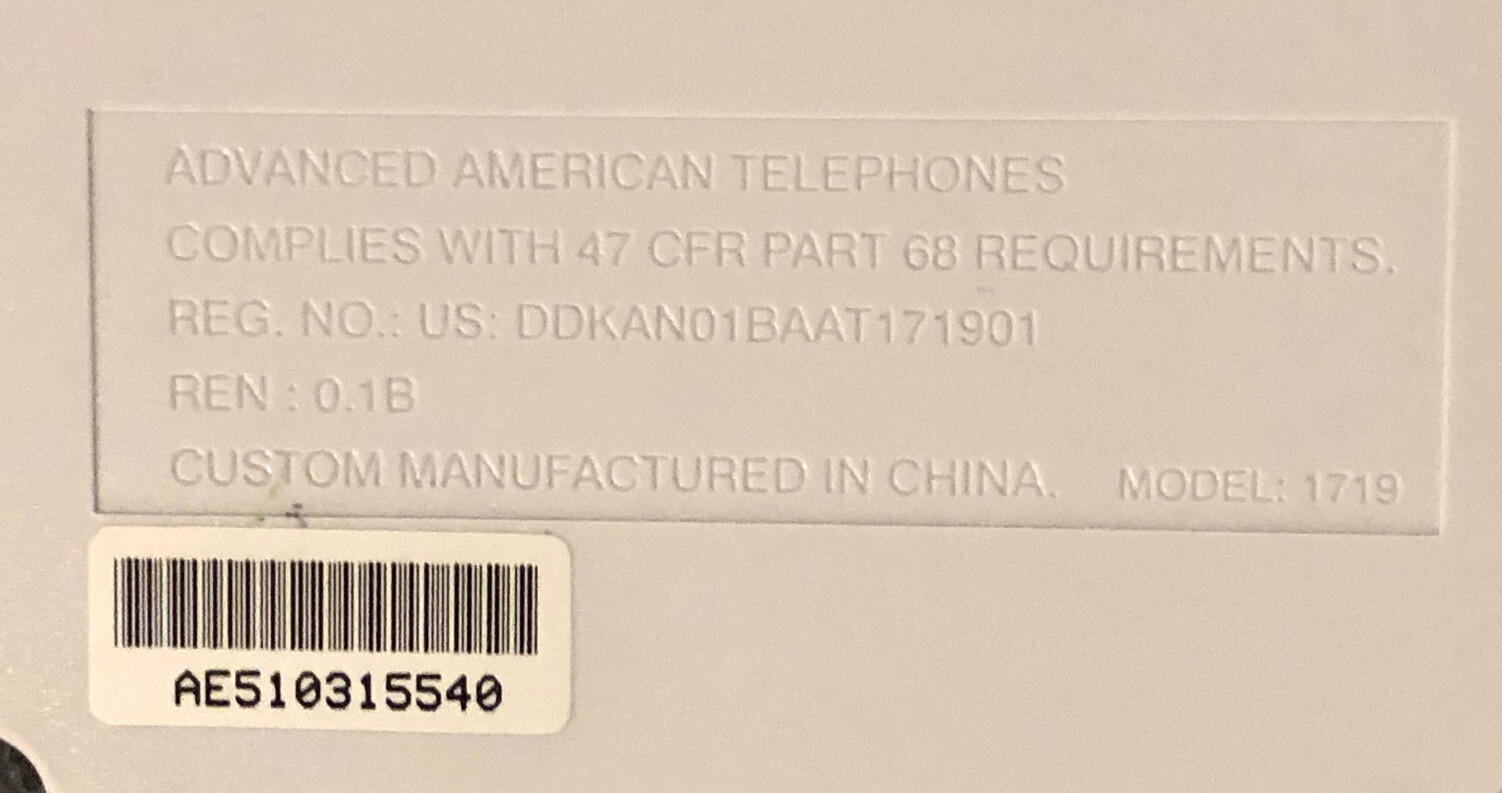 ADVANCED AMERICAN TELEPHONES
COMPLIES WITH 47 CFR PART 68 REQUIREMENTS.
REG. NO.: US: DDKAN01BAAT171901
REN : 0.1B
CUSTOM MANUFACTURED IN CHINA. MODEL: 1719
AE510315540